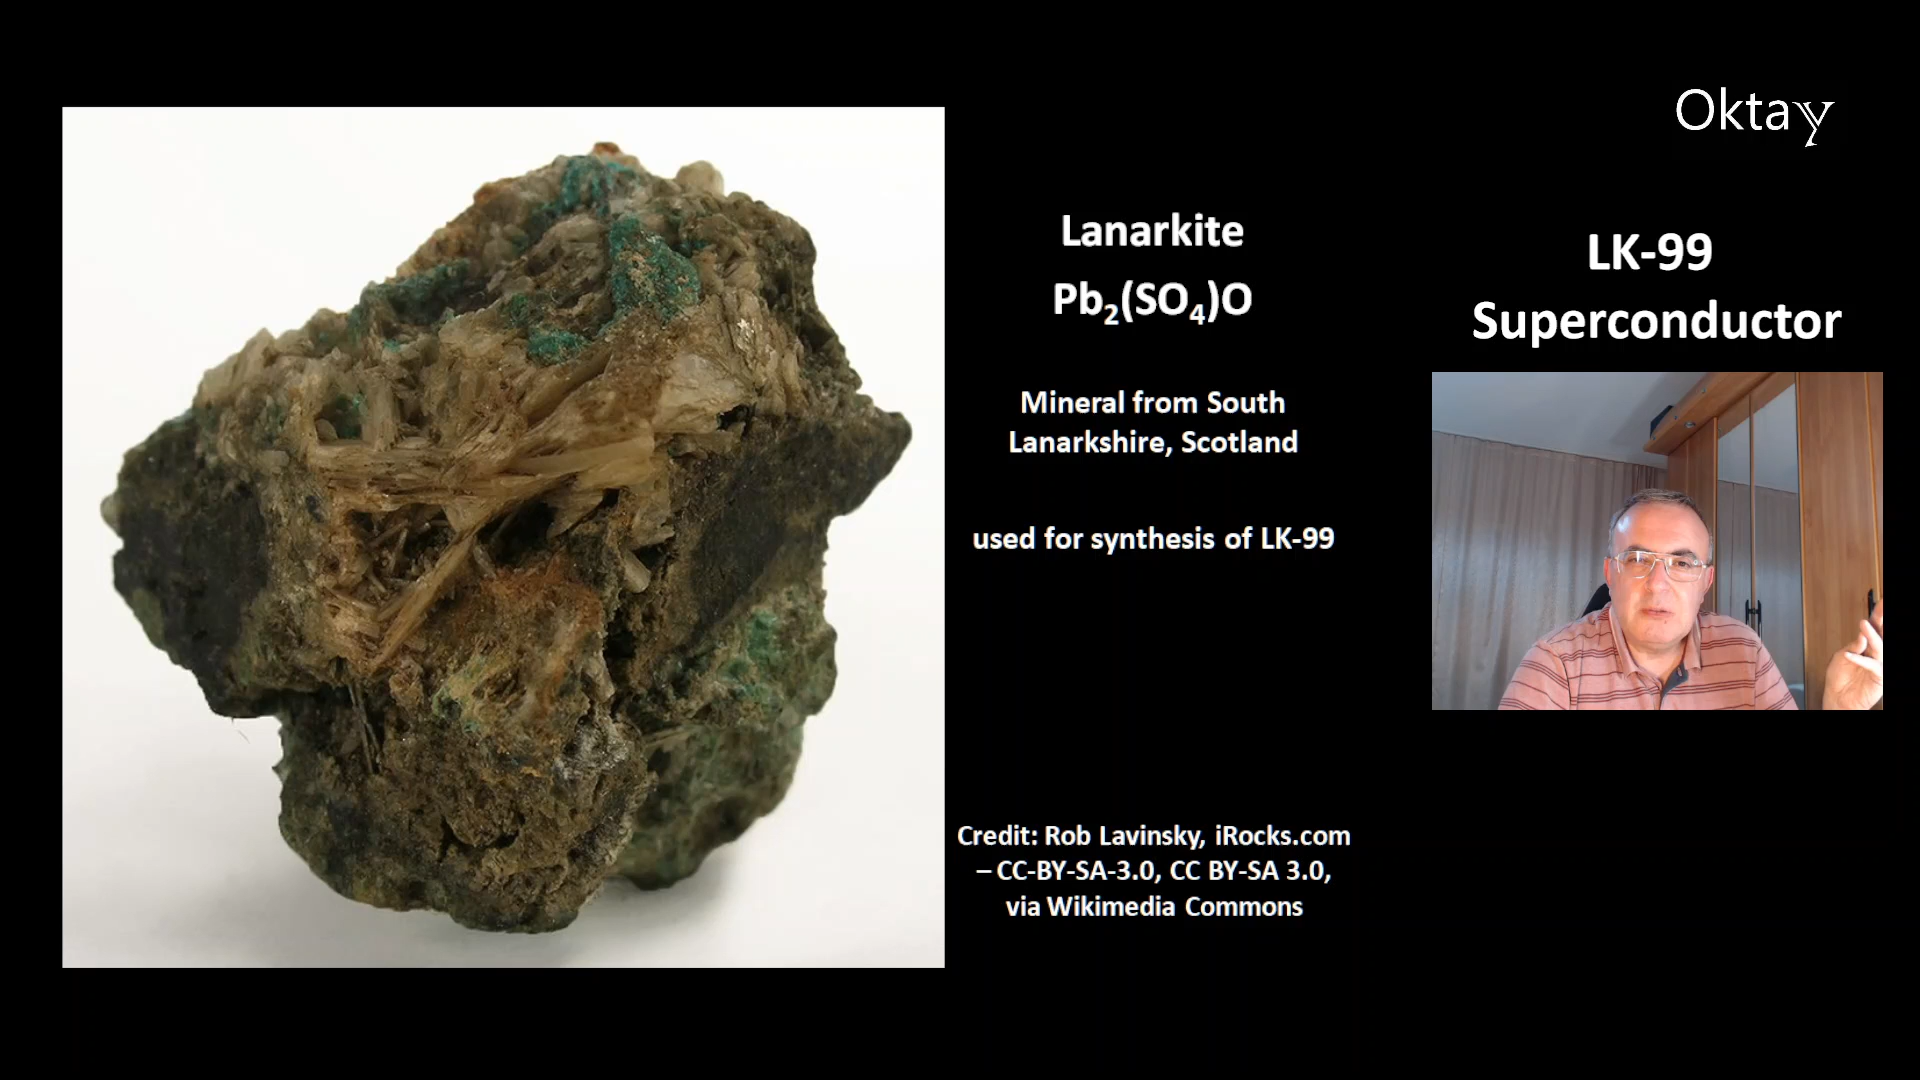 Oktay
Lanarkite
Pb₂(SO₄)O
Mineral from South
Lanarkshire, Scotland
used for synthesis of LK-99
Credit: Rob Lavinsky, iRocks.com
– CC-BY-SA-3.0, CC BY-SA 3.0,
via Wikimedia Commons
LK-99
Superconductor